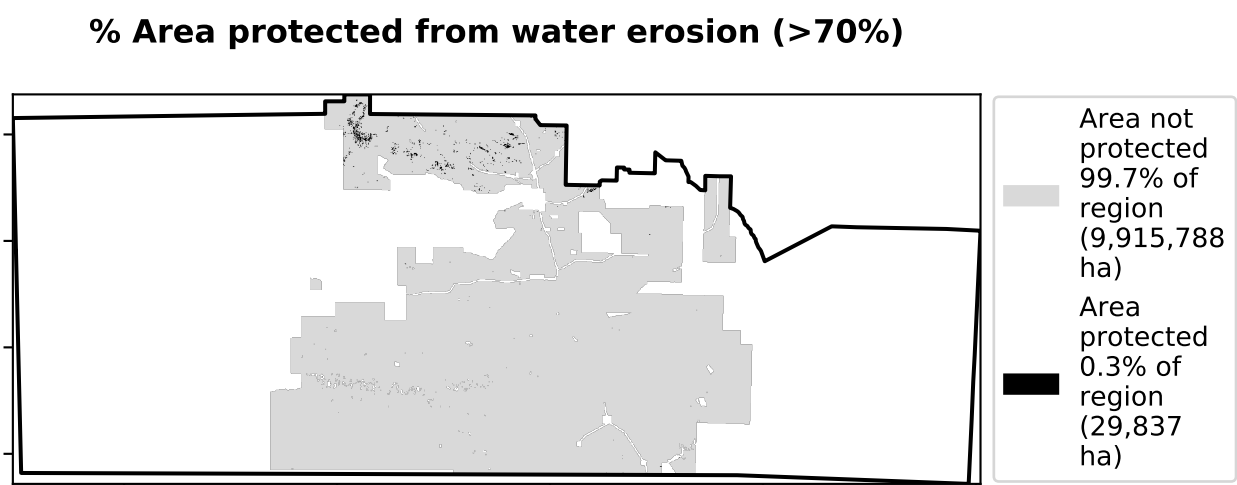 % Area protected from water erosion (>70%)
Area not
protected
99.7% of
region
(9,915,788
ha)
Area
protected
0.3% of
region
(29,837
ha)